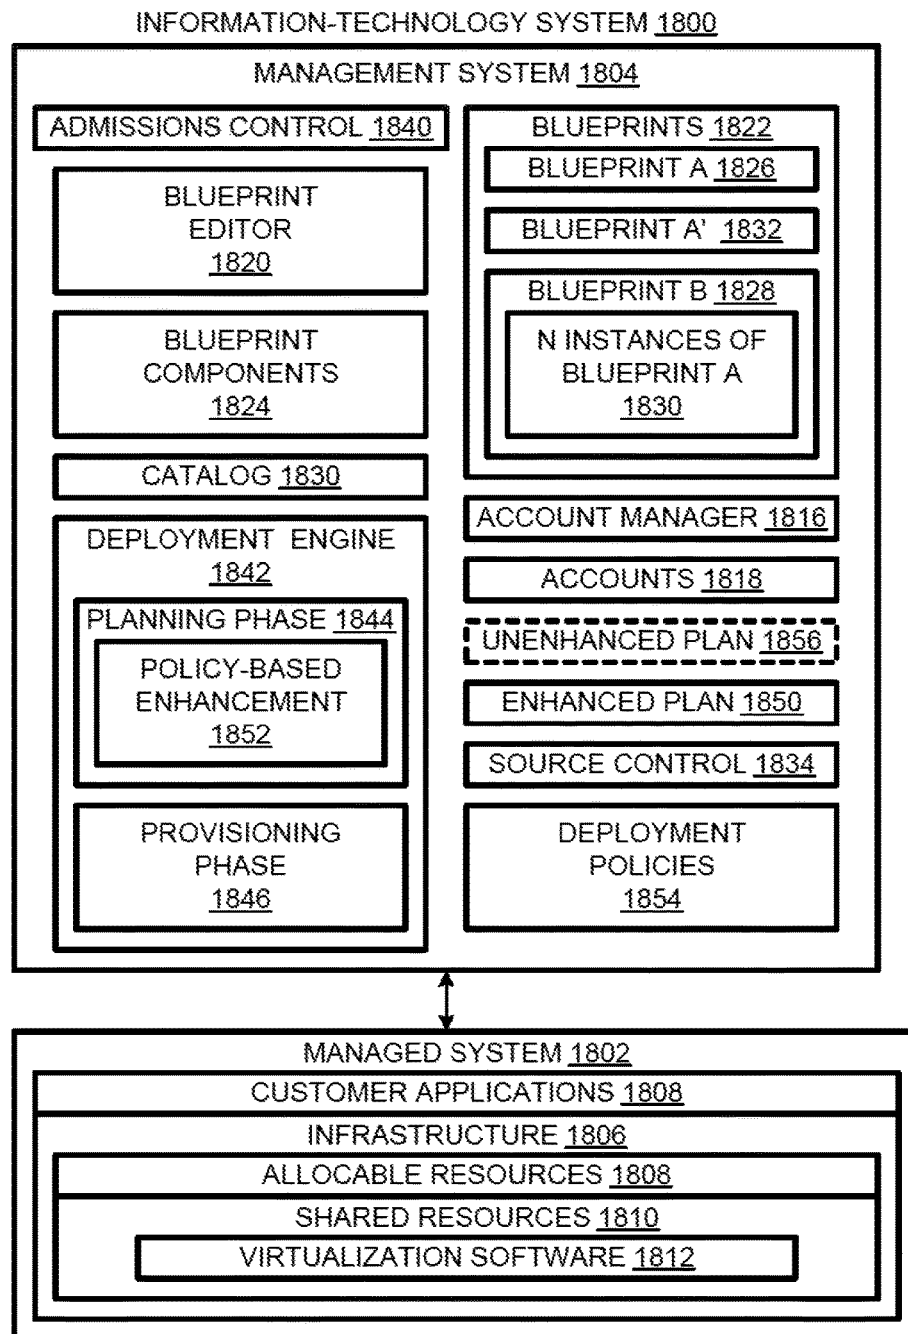 INFORMATION-TECHNOLOGY SYSTEM 1800
MANAGEMENT SYSTEM 1804
ADMISSIONS CONTROL 1840
BLUEPRINT
EDITOR
1820
BLUEPRINT
COMPONENTS
1824
CATALOG 1830
DEPLOYMENT ENGINE
1842
PLANNING PHASE 1844
POLICY-BASED
ENHANCEMENT
1852
PROVISIONING
PHASE
1846
BLUEPRINTS 1822
BLUEPRINT A 1826
BLUEPRINT A' 1832
BLUEPRINT B 1828
N INSTANCES OF
BLUEPRINT A
1830
ACCOUNT MANAGER 1816
ACCOUNTS 1818
UNENHANCED PLAN 1856
ENHANCED PLAN 1850
SOURCE CONTROL 1834
DEPLOYMENT
POLICIES
1854
MANAGED SYSTEM 1802
CUSTOMER APPLICATIONS 1808
INFRASTRUCTURE 1806
ALLOCABLE RESOURCES 1808
SHARED RESOURCES 1810
VIRTUALIZATION SOFTWARE 1812